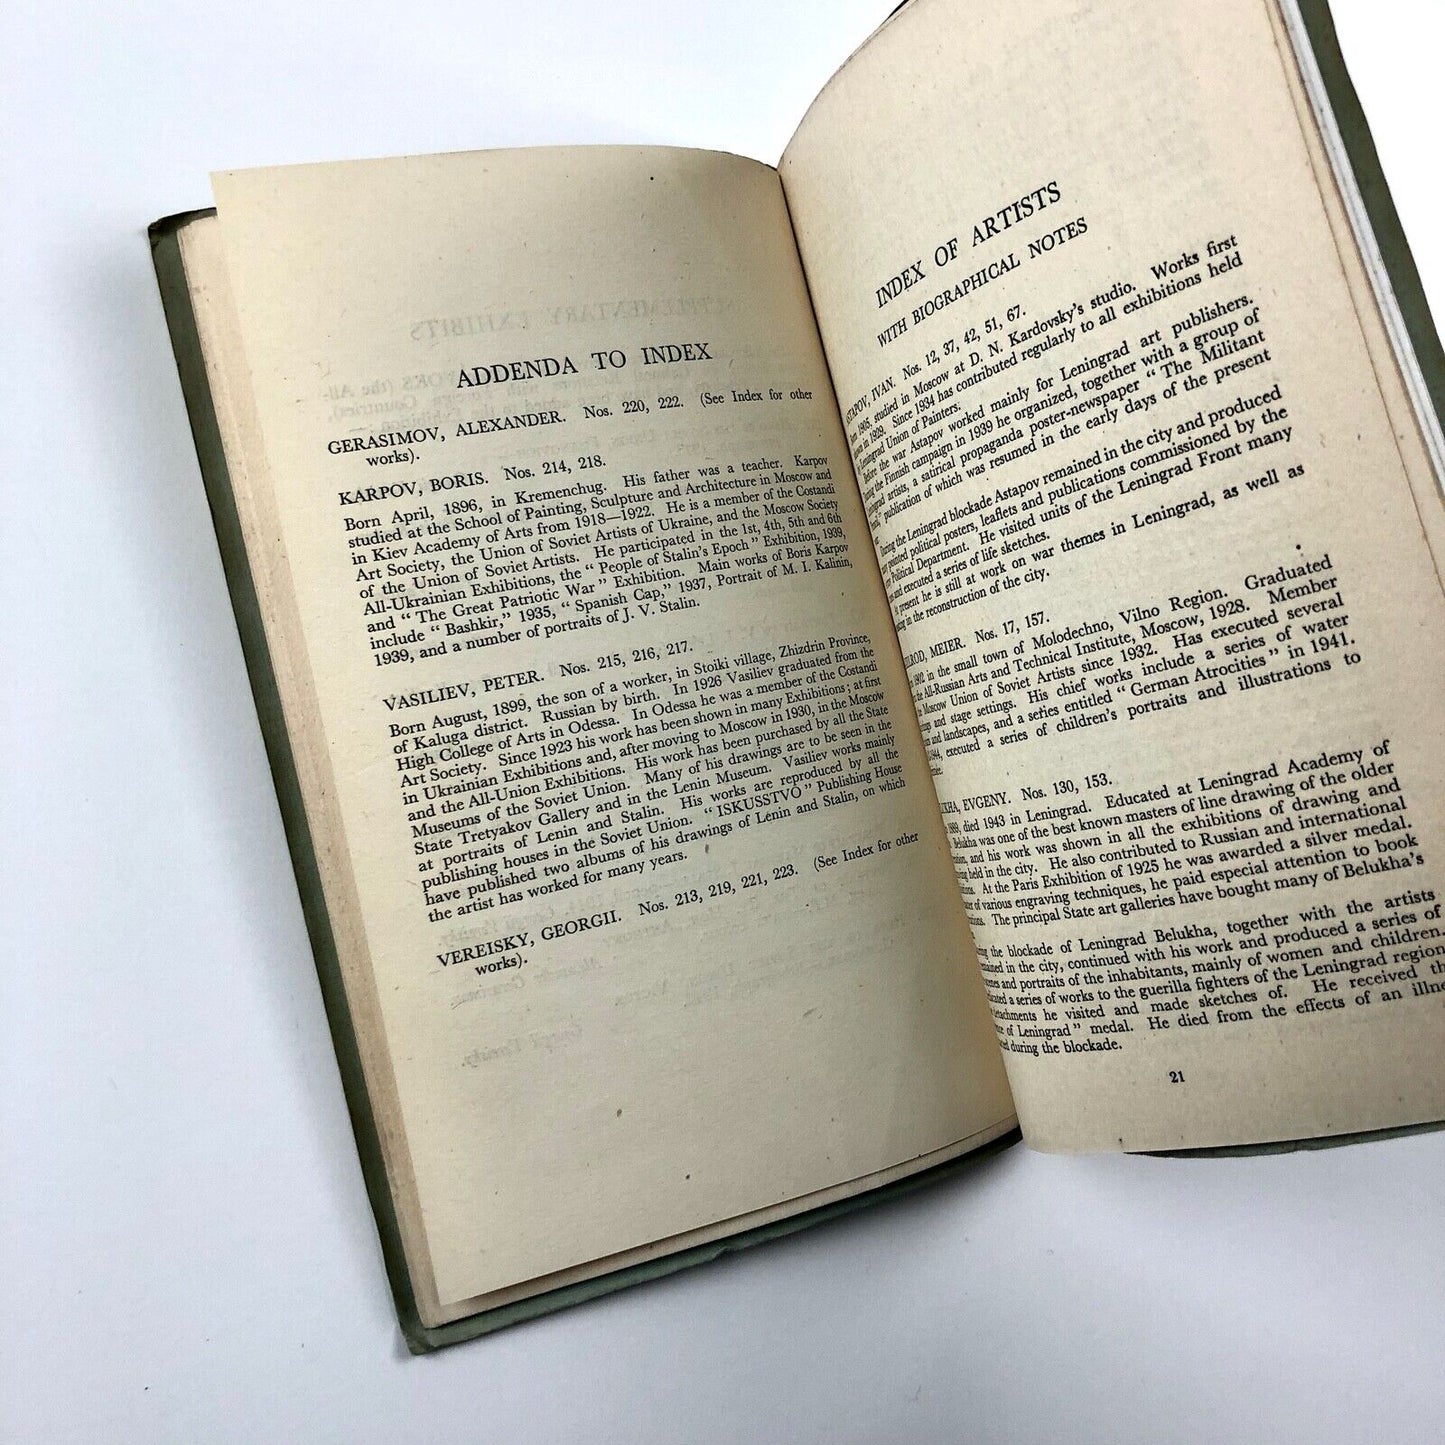 ADDENDA TO INDEX
GERASIMOV, ALEXANDER. Nos. 220, 222. (See Index for other
works).
KARPOV, BORIS. Nos. 214, 218.
Born April, 1896, in Kremenchug. His father was a teacher. Karpov
studied at the School of Painting, Sculpture and Architecture in Moscow and
in Kiev Academy of Arts from 1918—1922. He is a member of the Costandi
Art Society, the Union of Soviet Artists of Ukraine, and the Moscow Society
of the Union of Soviet Artists. He participated in the 1st, 4th, 5th and 6th
All-Ukrainian Exhibitions, the "People of Stalin's Epoch" Exhibition, 1939,
and "The Great Patriotic War" Exhibition. Main works of Boris Karpov
include "Bashkir," 1935, "Spanish Cap," 1937, Portrait of M. I. Kalinin,
1939, and a number of portraits of J. V. Stalin.
VASILIEV, PETER. Nos. 215, 216, 217.
Born August, 1899, the son of a worker, in Stoiki village, Zhizdrin Province,
of Kaluga district. Russian by birth. In 1926 Vasiliev graduated from the
High College of Arts in Odessa. In Odessa he was a member of the Costandi
Art Society. Since 1923 his work has been shown in many Exhibitions; at first
in Ukrainian Exhibitions and, after moving to Moscow in 1930, in the Moscow
and the All-Union Exhibitions. His work has been purchased by all the State
Museums of the Soviet Union. Many of his drawings are to be seen in the
State Tretyakov Gallery and in the Lenin Museum. Vasiliev works mainly
at portraits of Lenin and Stalin. His works are reproduced by all the
publishing houses in the Soviet Union. "ISKUSSTVO" Publishing House
have published two albums of his drawings of Lenin and Stalin, on which
the artist has worked for many years.
VEREISKY, GEORGII. Nos. 213, 219, 221, 223. (See Index for other
works).
INDEX OF ARTISTS
WITH BIOGRAPHICAL NOTES
IVAN. Nos. 12, 37, 42, 51, 67.
1905, studied in Moscow at D. N. Kardovsky's studio. Works first
in 1929. Since 1934 has contributed regularly to all exhibitions held
Leningrad Union of Painters.
Before the war Astapov worked mainly for Leningrad art publishers.
the Finnish campaign in 1939 he organized, together with a group of
artists, a satirical propaganda poster-newspaper "The Militant
publication of which was resumed in the early days of the present
During the Leningrad blockade Astapov remained in the city and produced
printed political posters, leaflets and publications commissioned by the
Political Department. He visited units of the Leningrad Front many
and executed a series of life sketches.
present he is still at work on war themes in Leningrad, as well as
in the reconstruction of the city.
MEIER. Nos. 17, 157.
1902 in the small town of Molodechno, Vilno Region. Graduated
the All-Russian Arts and Technical Institute, Moscow, 1928. Member
Moscow Union of Soviet Artists since 1932. Has executed several
and stage settings. His chief works include a series of water
and landscapes, and a series entitled "German Atrocities" in 1941.
executed a series of children's portraits and illustrations to
EVGENY. Nos. 130, 153.
died 1943 in Leningrad. Educated at Leningrad Academy of
Belukha was one of the best known masters of line drawing of the older
and his work was shown in all the exhibitions of drawing and
held in the city. He also contributed to Russian and international
At the Paris Exhibition of 1925 he was awarded a silver medal.
of various engraving techniques, he paid especial attention to book
The principal State art galleries have bought many of Belukha's
the blockade of Leningrad Belukha, together with the artists
in the city, continued with his work and produced a series of
and portraits of the inhabitants, mainly of women and children.
a series of works to the guerilla fighters of the Leningrad region
detachments he visited and made sketches of. He received
of Leningrad" medal. He died from the effects of an
during the blockade.
21